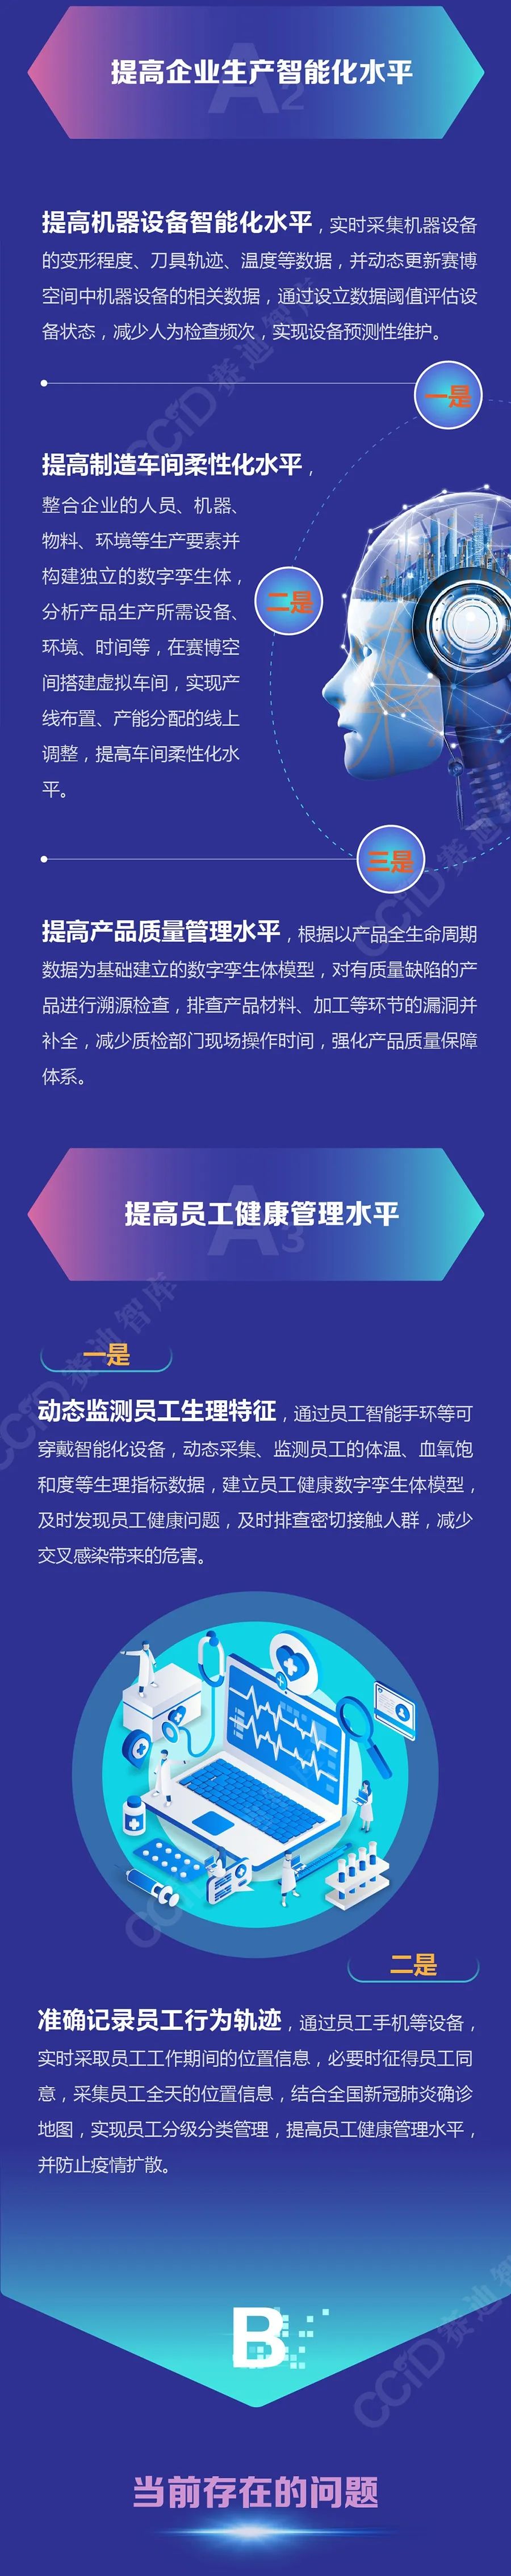 A2
提高企业生产智能化水平
提高机器设备智能化水平，实时采集机器设备
的变形程度、刀具轨迹、温度等数据，并动态更新赛博
空间中机器设备的相关数据，通过设立数据阈值评估设
备状态，减少人为检查频次，实现设备预测性维护。
一是
提高制造车间柔性化水平，
整合企业的人员、机器、
物料、环境等生产要素并
构建独立的数字孪生体，
分析产品生产所需设备、
环境、时间等，在赛博空
间搭建虚拟车间，实现产
线布置、产能分配的线上
调整，提高车间柔性化水
平。
二是
三是
提高产品质量管理水平，根据以产品全生命周期
数据为基础建立的数字孪生体模型，对有质量缺陷的产
品进行溯源检查，排查产品材料、加工等环节的漏洞并
补全，减少质检部门现场操作时间，强化产品质量保障
体系。
A3
提高员工健康管理水平
一是
动态监测员工生理特征，通过员工智能手环等可
穿戴智能化设备，动态采集、监测员工的体温、血氧饱
和度等生理指标数据，建立员工健康数字孪生体模型，
及时发现员工健康问题，及时排查密切接触人群，减少
交叉感染带来的危害。
二是
准确记录员工行为轨迹，通过员工手机等设备，
实时采取员工工作期间的位置信息，必要时征得员工同
意，采集员工全天的位置信息，结合全国新冠肺炎确诊
地图，实现员工分级分类管理，提高员工健康管理水平，
并防止疫情扩散。
B
当前存在的问题
CCID赛迪智库
CCID赛迪
CCID赛迪智库
CCID
CCID赛迪智